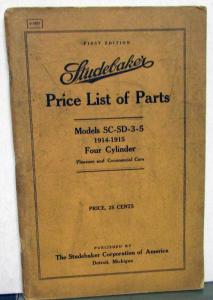 FIRST EDITION
Studebaker
Price List of Parts
Models SC-SD-3-5
1914-1915
Four Cylinder
Pleasure and Commercial Cars
PRICE, 25 CENTS
PUBLISHED BY
The Studebaker Corporation of America
Detroit, Michigan